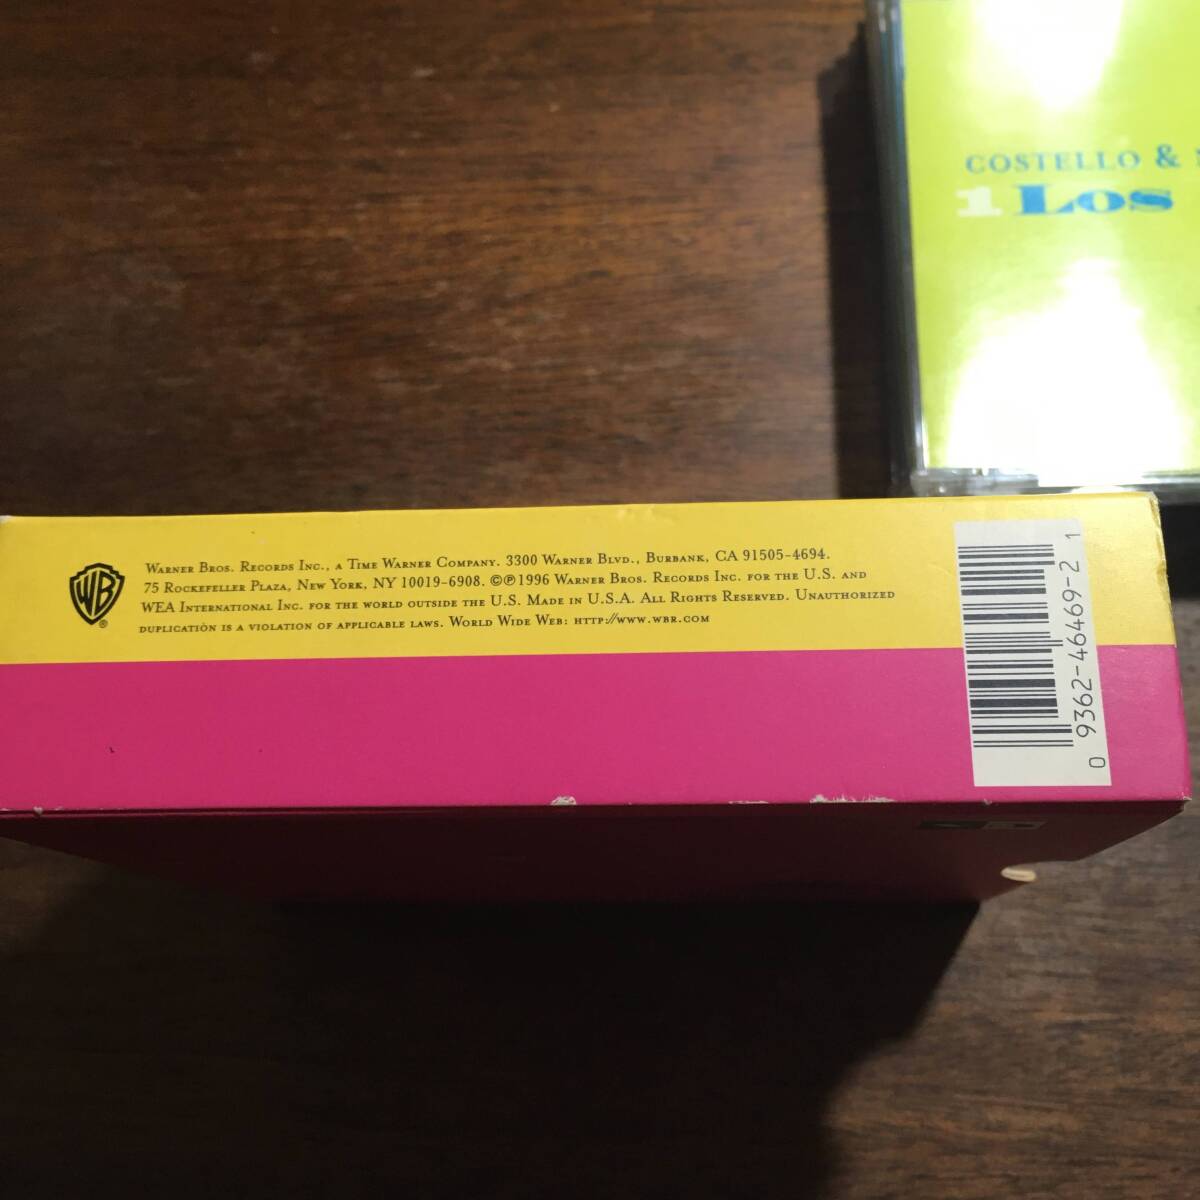 COSTELLO &
1 Los
WB
®
WARNER BROS. RECORDS INC., A TIME WARNER COMPANY. 3300 WARNER BLVD., BURBANK, CA 91505-4694.
75 ROCKEFELLER PLAZA, NEW YORK, NY 10019-6908. ©℗1996 WARNER BROS. RECORDS INC. FOR THE U.S. AND
WEA INTERNATIONAL INC. FOR THE WORLD OUTSIDE THE U.S. MADE IN U.S.A. ALL RIGHTS RESERVED. UNAUTHORIZED
DUPLICATION IS A VIOLATION OF APPLICABLE LAWS. WORLD WIDE WEB: HTTP://WWW.WBR.COM
0 9362-46469-2 1